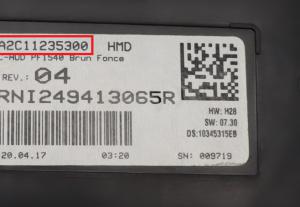 A2C11235300 HMD
C-HUD PF1540 Brun Fonce
REV.: 04
RNI249413065R
HW: H28
SW: 07.30
DS:10345315EB
20.04.17 03:20 SN: 009719